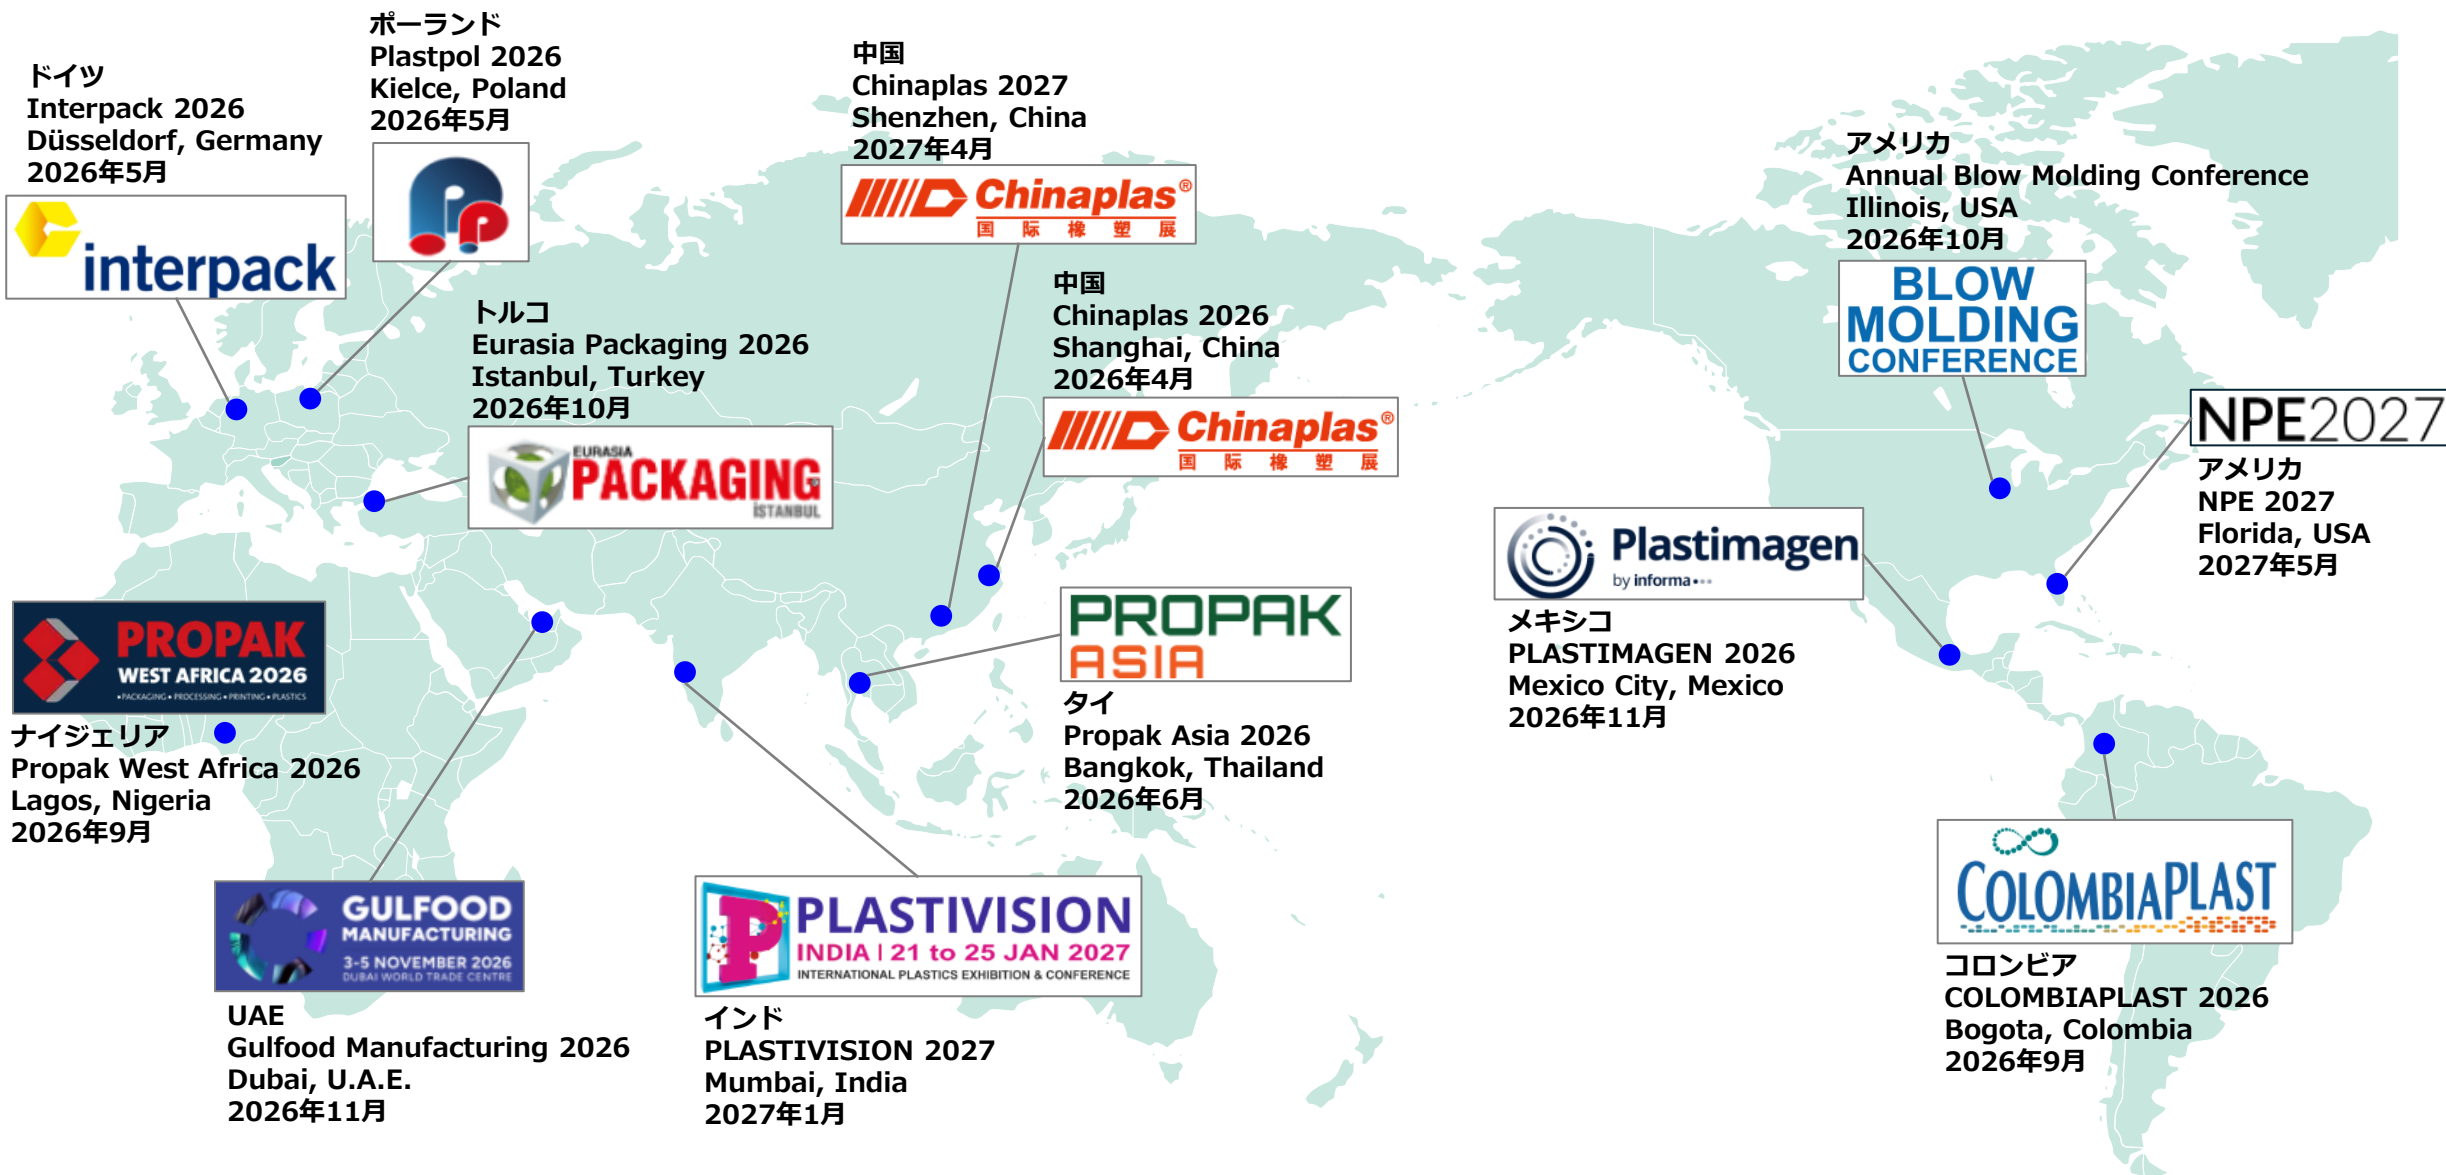 ドイツ
Interpack 2026
Düsseldorf, Germany
2026年5月
interpack
ポーランド
Plastpol 2026
Kielce, Poland
2026年5月
PP
トルコ
Eurasia Packaging 2026
Istanbul, Turkey
2026年10月
EURASIA
PACKAGING
İSTANBUL
中国
Chinaplas 2027
Shenzhen, China
2027年4月
Chinaplas®
国际橡塑展
中国
Chinaplas 2026
Shanghai, China
2026年4月
Chinaplas®
国际橡塑展
アメリカ
Annual Blow Molding Conference
Illinois, USA
2026年10月
BLOW
MOLDING
CONFERENCE
NPE2027
アメリカ
NPE 2027
Florida, USA
2027年5月
Plastimagen
by informa
メキシコ
PLASTIMAGEN 2026
Mexico City, Mexico
2026年11月
PROPAK
WEST AFRICA 2026
•PACKAGING • PROCESSING • PRINTING • PLASTICS
ナイジェリア
Propak West Africa 2026
Lagos, Nigeria
2026年9月
PROPAK
ASIA
タイ
Propak Asia 2026
Bangkok, Thailand
2026年6月
GULFOOD
MANUFACTURING
3-5 NOVEMBER 2026
DUBAI WORLD TRADE CENTRE
UAE
Gulfood Manufacturing 2026
Dubai, U.A.E.
2026年11月
P
PLASTIVISION
INDIA | 21 to 25 JAN 2027
INTERNATIONAL PLASTICS EXHIBITION & CONFERENCE
インド
PLASTIVISION 2027
Mumbai, India
2027年1月
COLOMBIAPLAST
コロンビア
COLOMBIAPLAST 2026
Bogota, Colombia
2026年9月